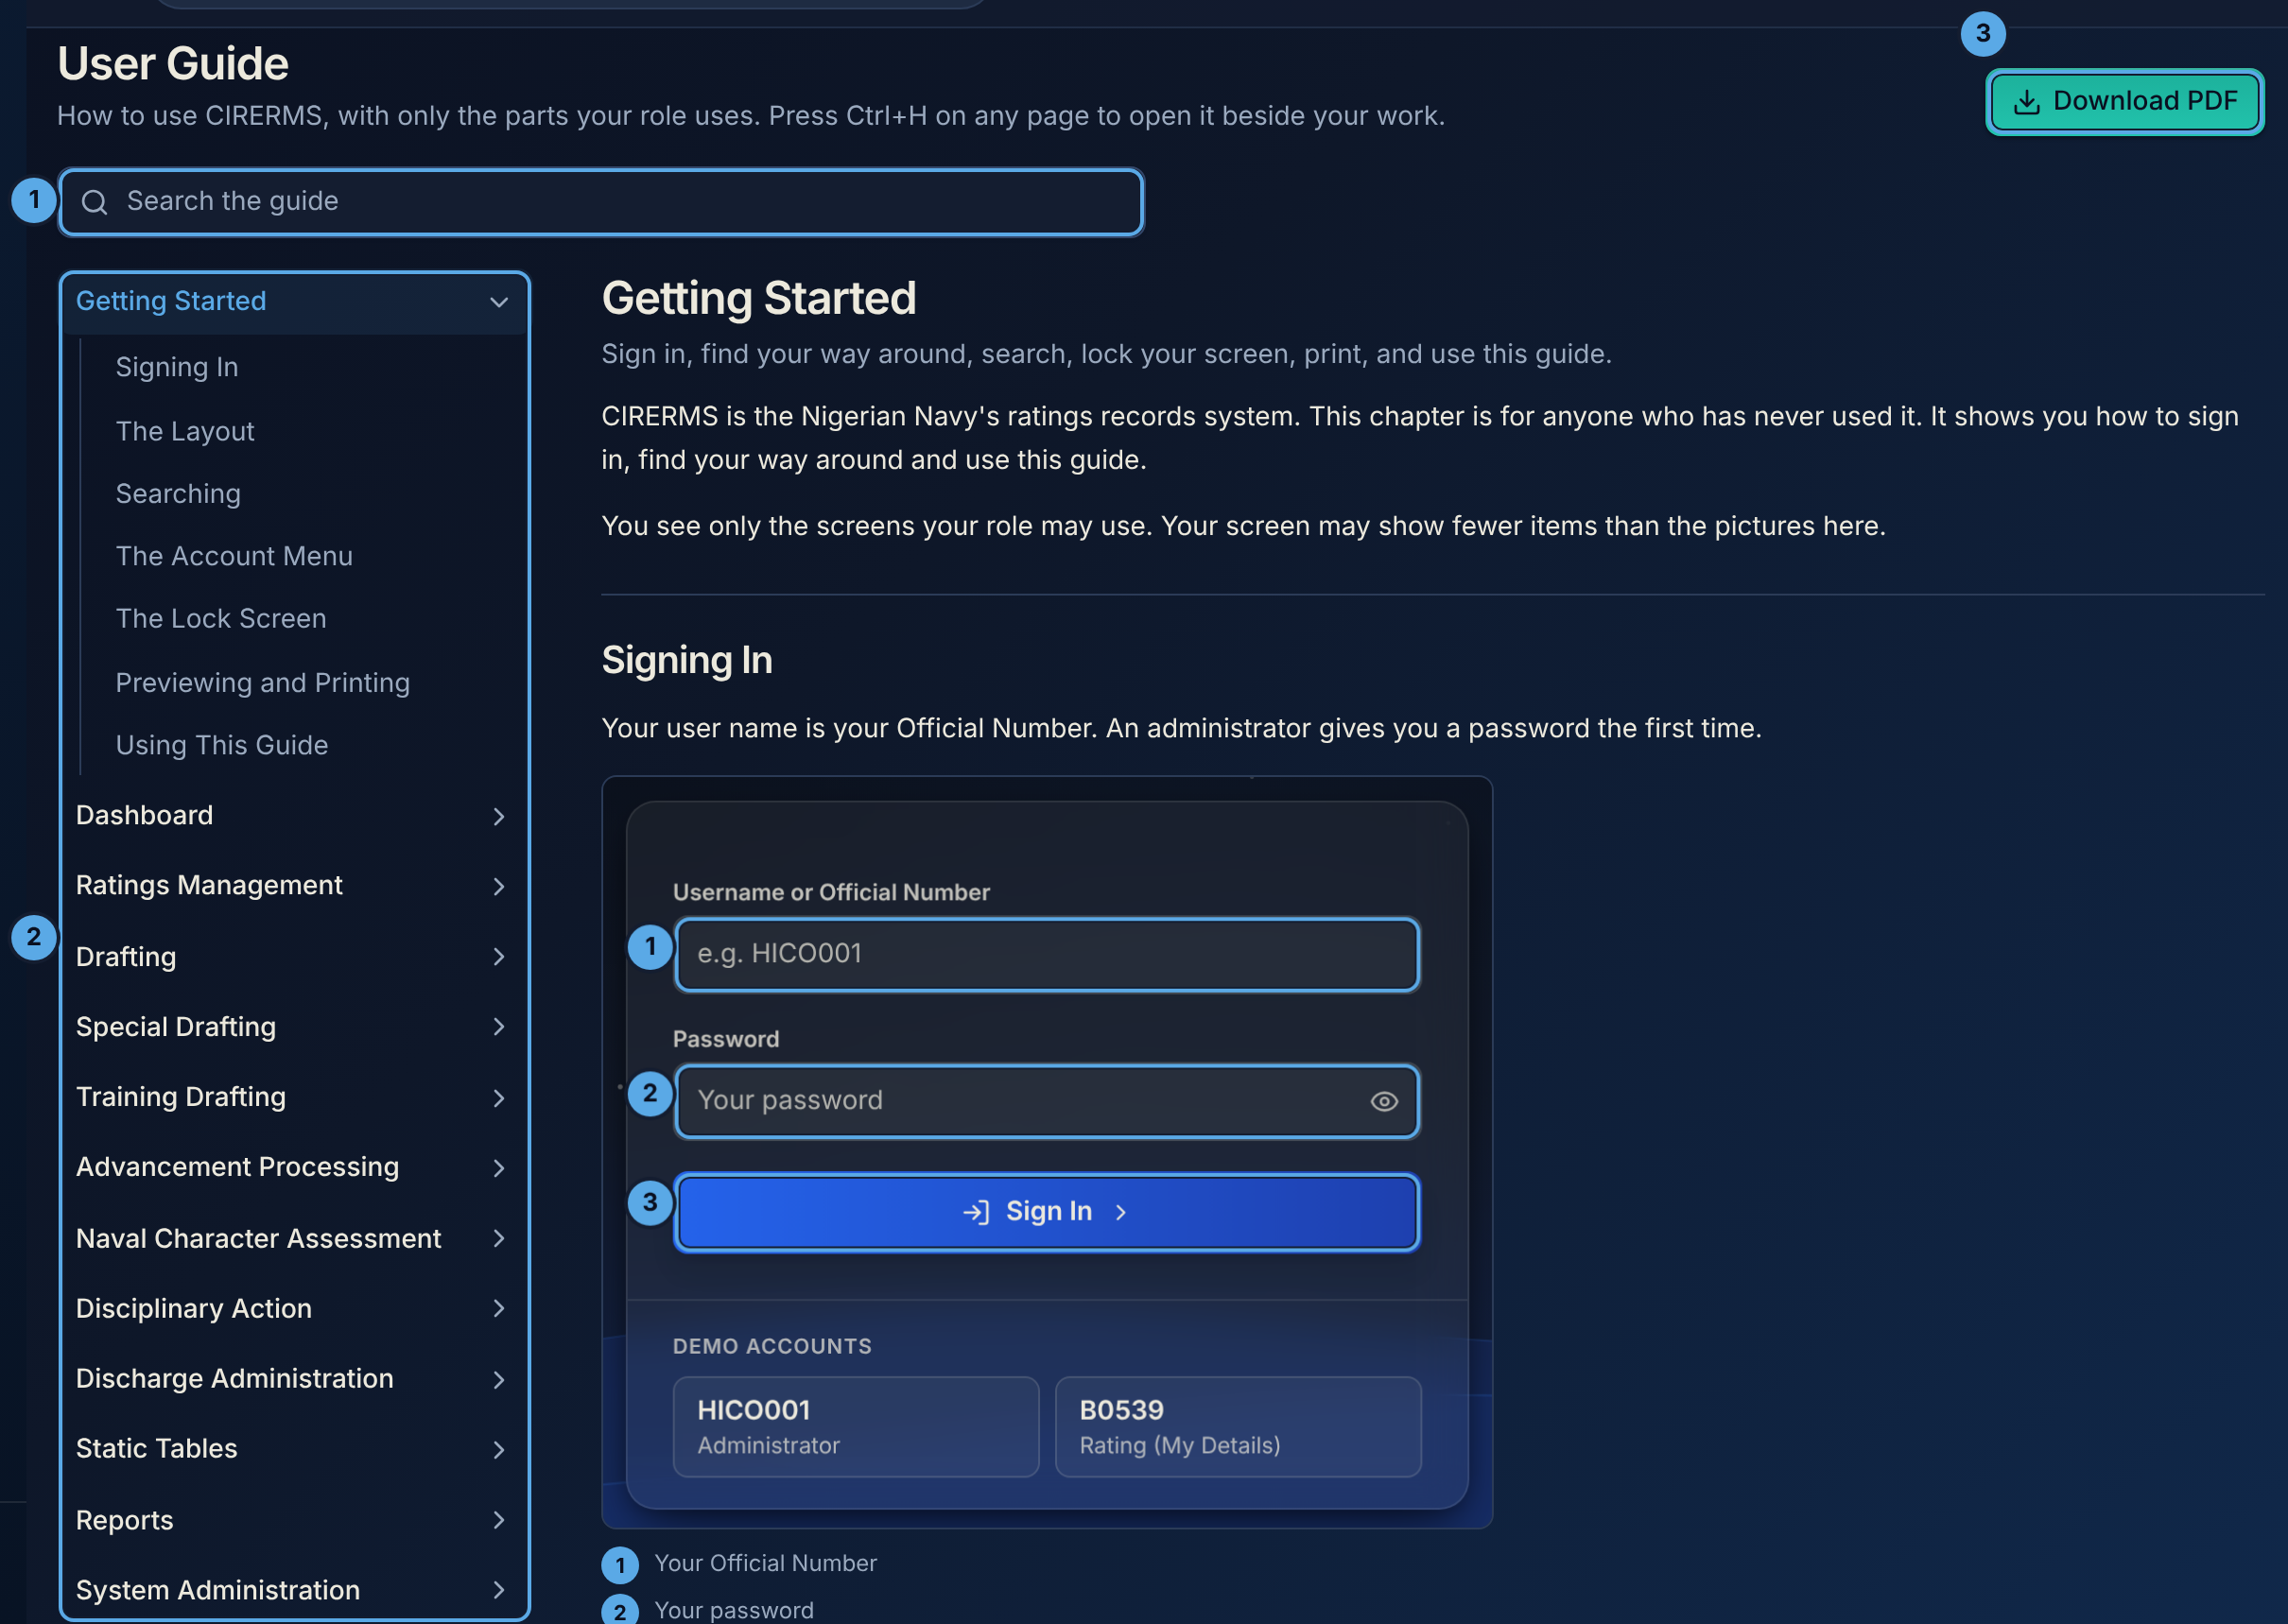 3
User Guide
Download PDF
How to use CIRERMS, with only the parts your role uses. Press Ctrl+H on any page to open it beside your work.
1
Search the guide
2
Getting Started
Signing In
The Layout
Searching
The Account Menu
The Lock Screen
Previewing and Printing
Using This Guide
Dashboard
Ratings Management
Drafting
Special Drafting
Training Drafting
Advancement Processing
Naval Character Assessment
Disciplinary Action
Discharge Administration
Static Tables
Reports
System Administration
Getting Started
Sign in, find your way around, search, lock your screen, print, and use this guide.
CIRERMS is the Nigerian Navy's ratings records system. This chapter is for anyone who has never used it. It shows you how to sign
in, find your way around and use this guide.
You see only the screens your role may use. Your screen may show fewer items than the pictures here.
Signing In
Your user name is your Official Number. An administrator gives you a password the first time.
Username or Official Number
1
e.g. HICO001
Password
2
Your password
3
Sign In
DEMO ACCOUNTS
HICO001
Administrator
B0539
Rating (My Details)
1 Your Official Number
2 Your password